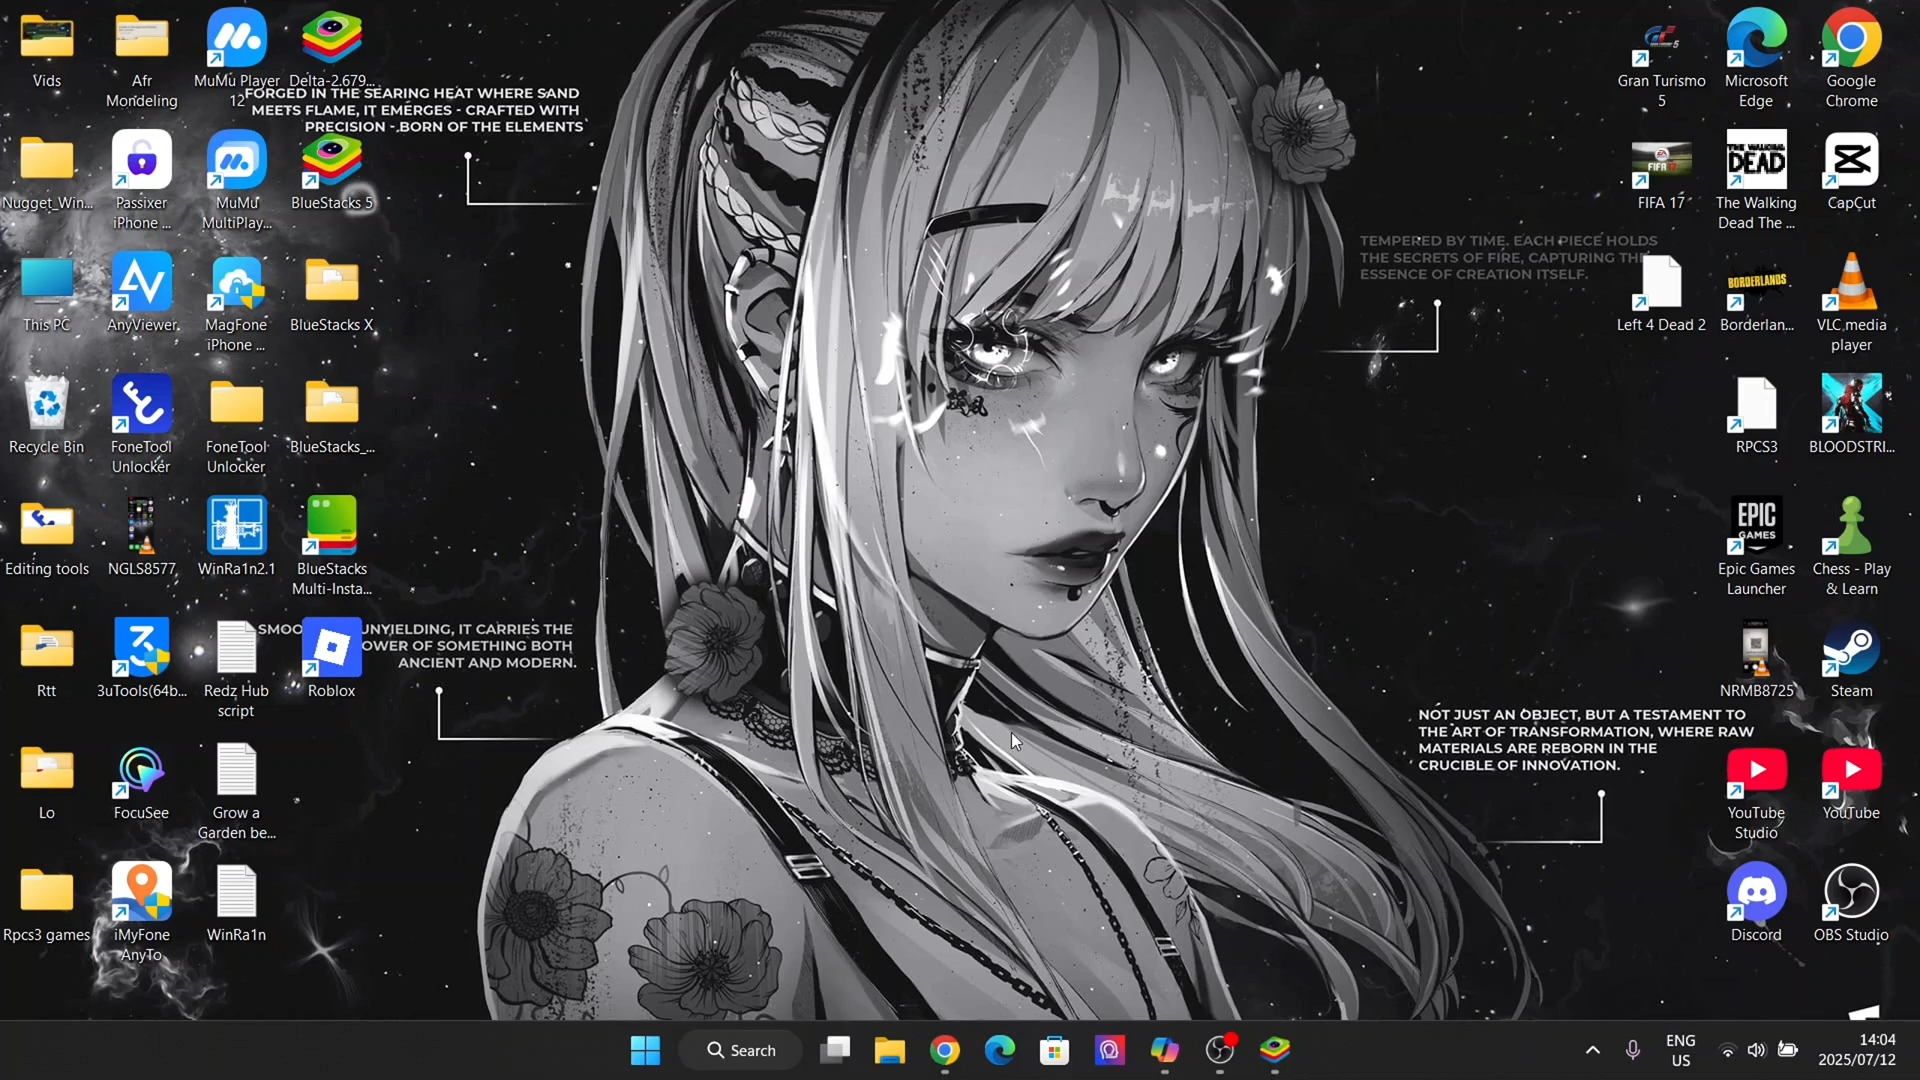 Vids
Afr
Mondeling
MuMu Player
12
Delta-2.679...
FORGED IN THE SEARING HEAT WHERE SAND
MEETS FLAME, IT EMERGES - CRAFTED WITH
PRECISION - BORN OF THE ELEMENTS
Nugget_Win...
Passixer
iPhone ...
MuMu
MultiPlay...
BlueStacks 5
This PC
AnyViewer
MagFone
iPhone ...
BlueStacks X
Recycle Bin
FoneTool
Unlocker
FoneTool
Unlocker
BlueStacks_...
Editing tools
NGLS8577
WinRa1n2.1
BlueStacks
Multi-Insta...
SMOO UNYIELDING, IT CARRIES THE
OWER OF SOMETHING BOTH
ANCIENT AND MODERN.
Rtt
3uTools(64b...
Redz Hub
script
Roblox
Lo
FocuSee
Grow a
Garden be...
Rpcs3 games
iMyFone
AnyTo
WinRa1n
Gran Turismo
5
Microsoft
Edge
Google
Chrome
EA
FIFA 17
FIFA 17
THE WALKING
DEAD
The Walking
Dead The ...
CapCut
TEMPERED BY TIME. EACH PIECE HOLDS
THE SECRETS OF FIRE, CAPTURING THE
ESSENCE OF CREATION ITSELF.
Left 4 Dead 2
BORDERLANDS
Borderlan...
VLC media
player
RPCS3
BLOODSTRI...
EPIC
GAMES
Epic Games
Launcher
Chess - Play
& Learn
NRMB8725
Steam
NOT JUST AN OBJECT, BUT A TESTAMENT TO
THE ART OF TRANSFORMATION, WHERE RAW
MATERIALS ARE REBORN IN THE
CRUCIBLE OF INNOVATION.
YouTube
Studio
YouTube
Discord
OBS Studio
Search
ENG
US
14:04
2025/07/12